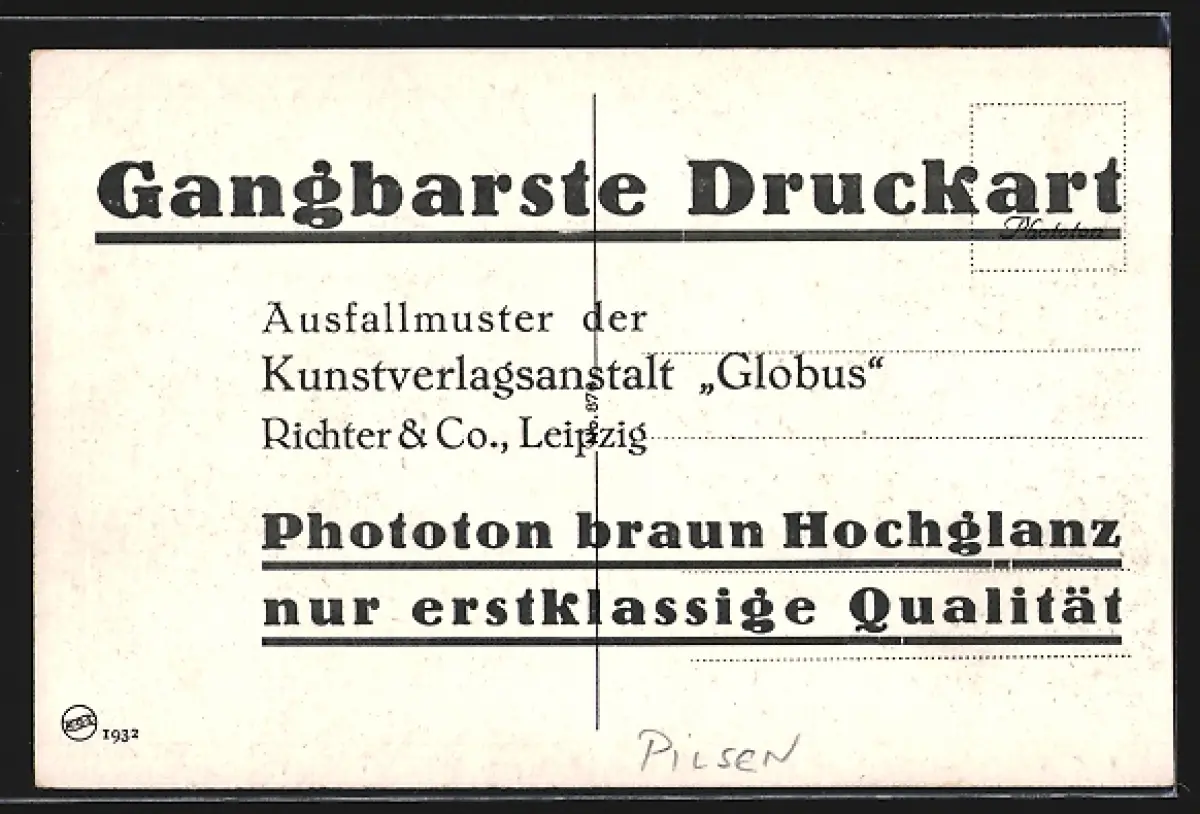 Gangbarste Druckart
Phototon
Ausfallmuster der
Kunstverlagsanstalt „Globus“
Richter & Co., Leipzig
Phototon braun Hochglanz
nur erstklassige Qualität
1932
PILSEN